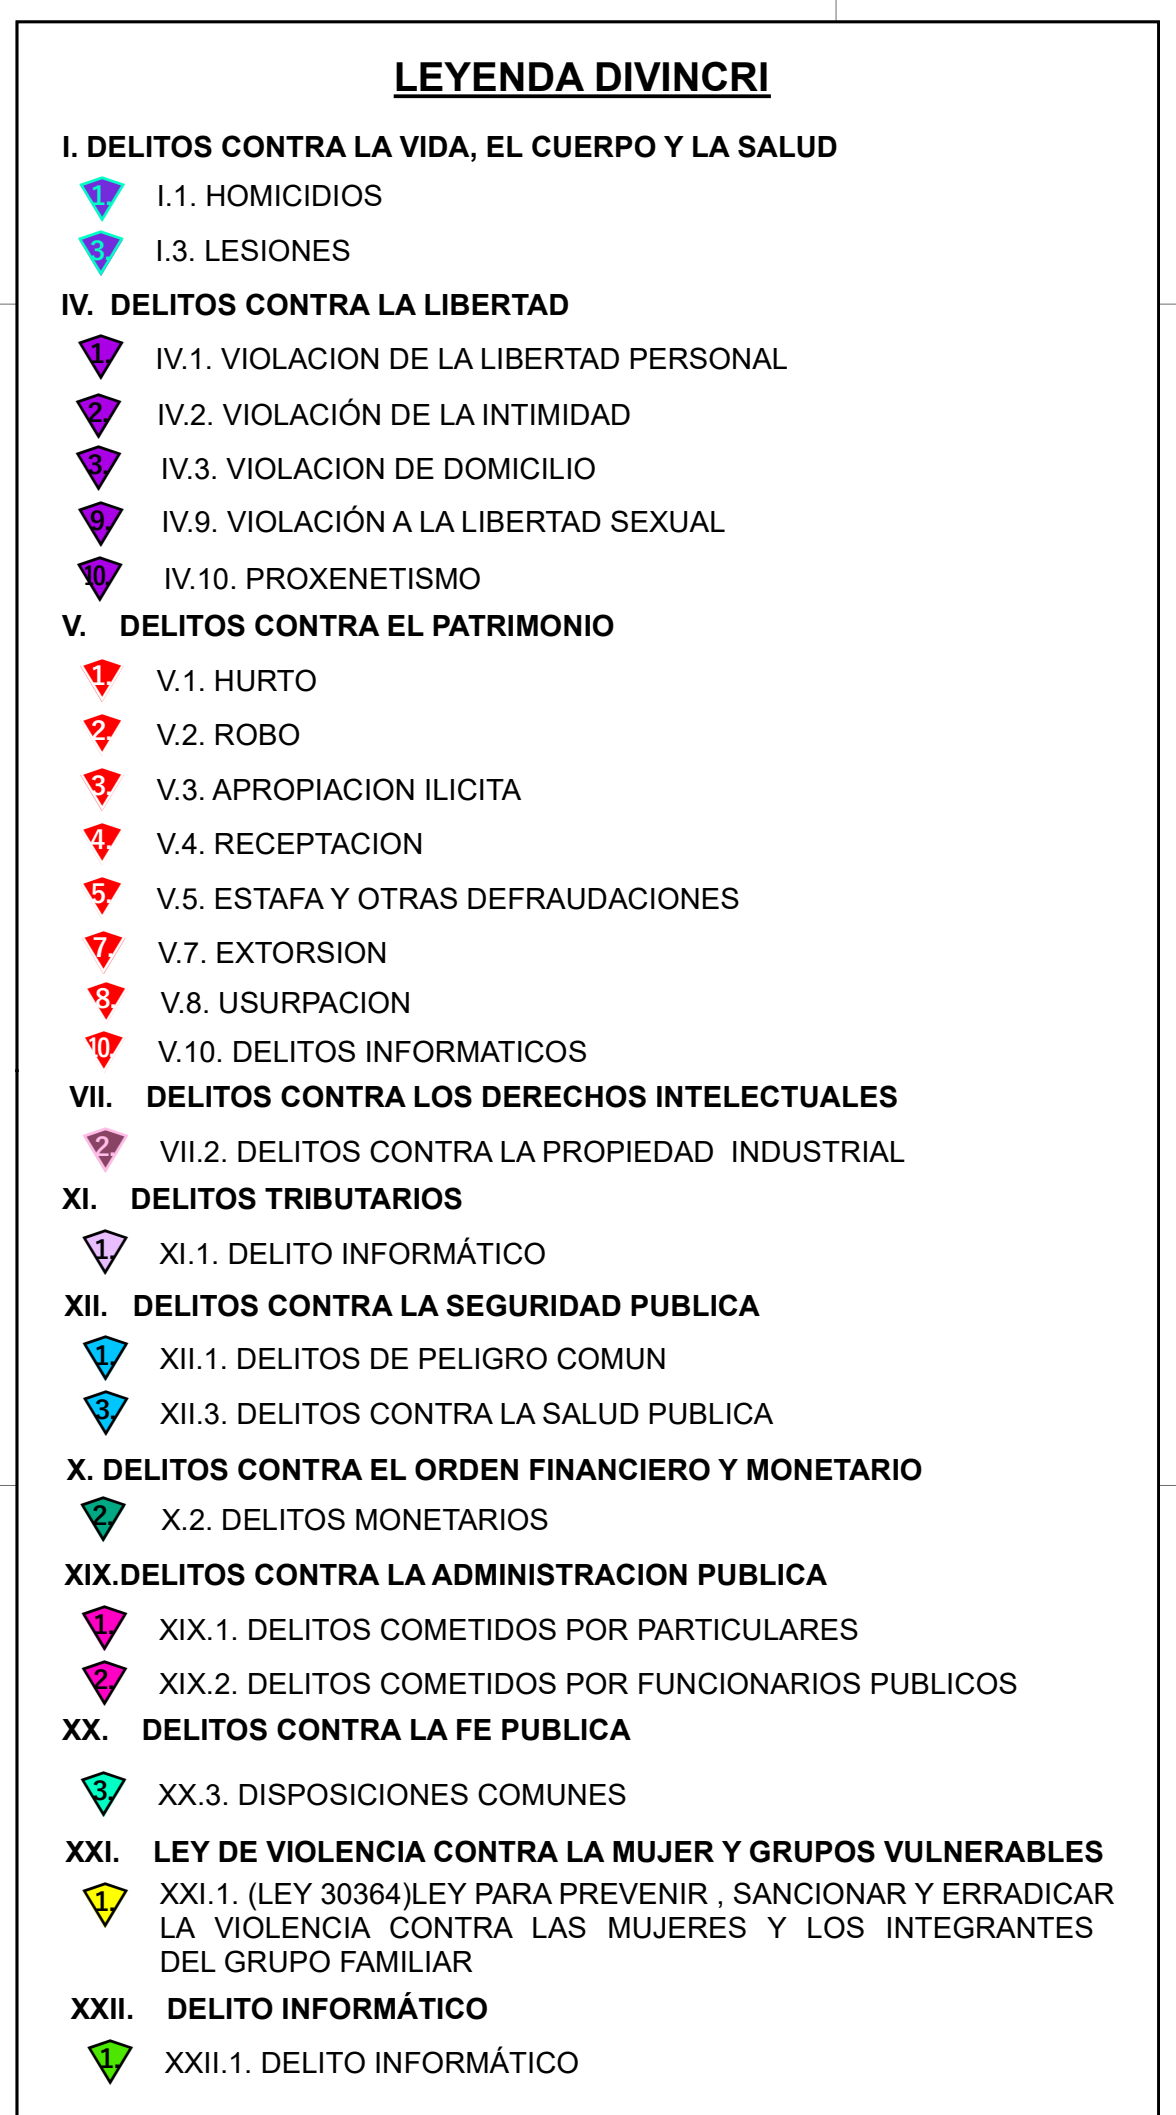 LEYENDA DIVINCRI
I. DELITOS CONTRA LA VIDA, EL CUERPO Y LA SALUD
1. I.1. HOMICIDIOS
3. I.3. LESIONES
IV. DELITOS CONTRA LA LIBERTAD
1. IV.1. VIOLACION DE LA LIBERTAD PERSONAL
2. IV.2. VIOLACIÓN DE LA INTIMIDAD
3. IV.3. VIOLACION DE DOMICILIO
9. IV.9. VIOLACIÓN A LA LIBERTAD SEXUAL
10. IV.10. PROXENETISMO
V. DELITOS CONTRA EL PATRIMONIO
1. V.1. HURTO
2. V.2. ROBO
3. V.3. APROPIACION ILICITA
4. V.4. RECEPTACION
5. V.5. ESTAFA Y OTRAS DEFRAUDACIONES
7. V.7. EXTORSION
8. V.8. USURPACION
10. V.10. DELITOS INFORMATICOS
VII. DELITOS CONTRA LOS DERECHOS INTELECTUALES
2. VII.2. DELITOS CONTRA LA PROPIEDAD INDUSTRIAL
XI. DELITOS TRIBUTARIOS
1. XI.1. DELITO INFORMÁTICO
XII. DELITOS CONTRA LA SEGURIDAD PUBLICA
1. XII.1. DELITOS DE PELIGRO COMUN
3. XII.3. DELITOS CONTRA LA SALUD PUBLICA
X. DELITOS CONTRA EL ORDEN FINANCIERO Y MONETARIO
2. X.2. DELITOS MONETARIOS
XIX.DELITOS CONTRA LA ADMINISTRACION PUBLICA
1. XIX.1. DELITOS COMETIDOS POR PARTICULARES
2. XIX.2. DELITOS COMETIDOS POR FUNCIONARIOS PUBLICOS
XX. DELITOS CONTRA LA FE PUBLICA
3. XX.3. DISPOSICIONES COMUNES
XXI. LEY DE VIOLENCIA CONTRA LA MUJER Y GRUPOS VULNERABLES
1. XXI.1. (LEY 30364)LEY PARA PREVENIR , SANCIONAR Y ERRADICAR
LA VIOLENCIA CONTRA LAS MUJERES Y LOS INTEGRANTES
DEL GRUPO FAMILIAR
XXII. DELITO INFORMÁTICO
1. XXII.1. DELITO INFORMÁTICO